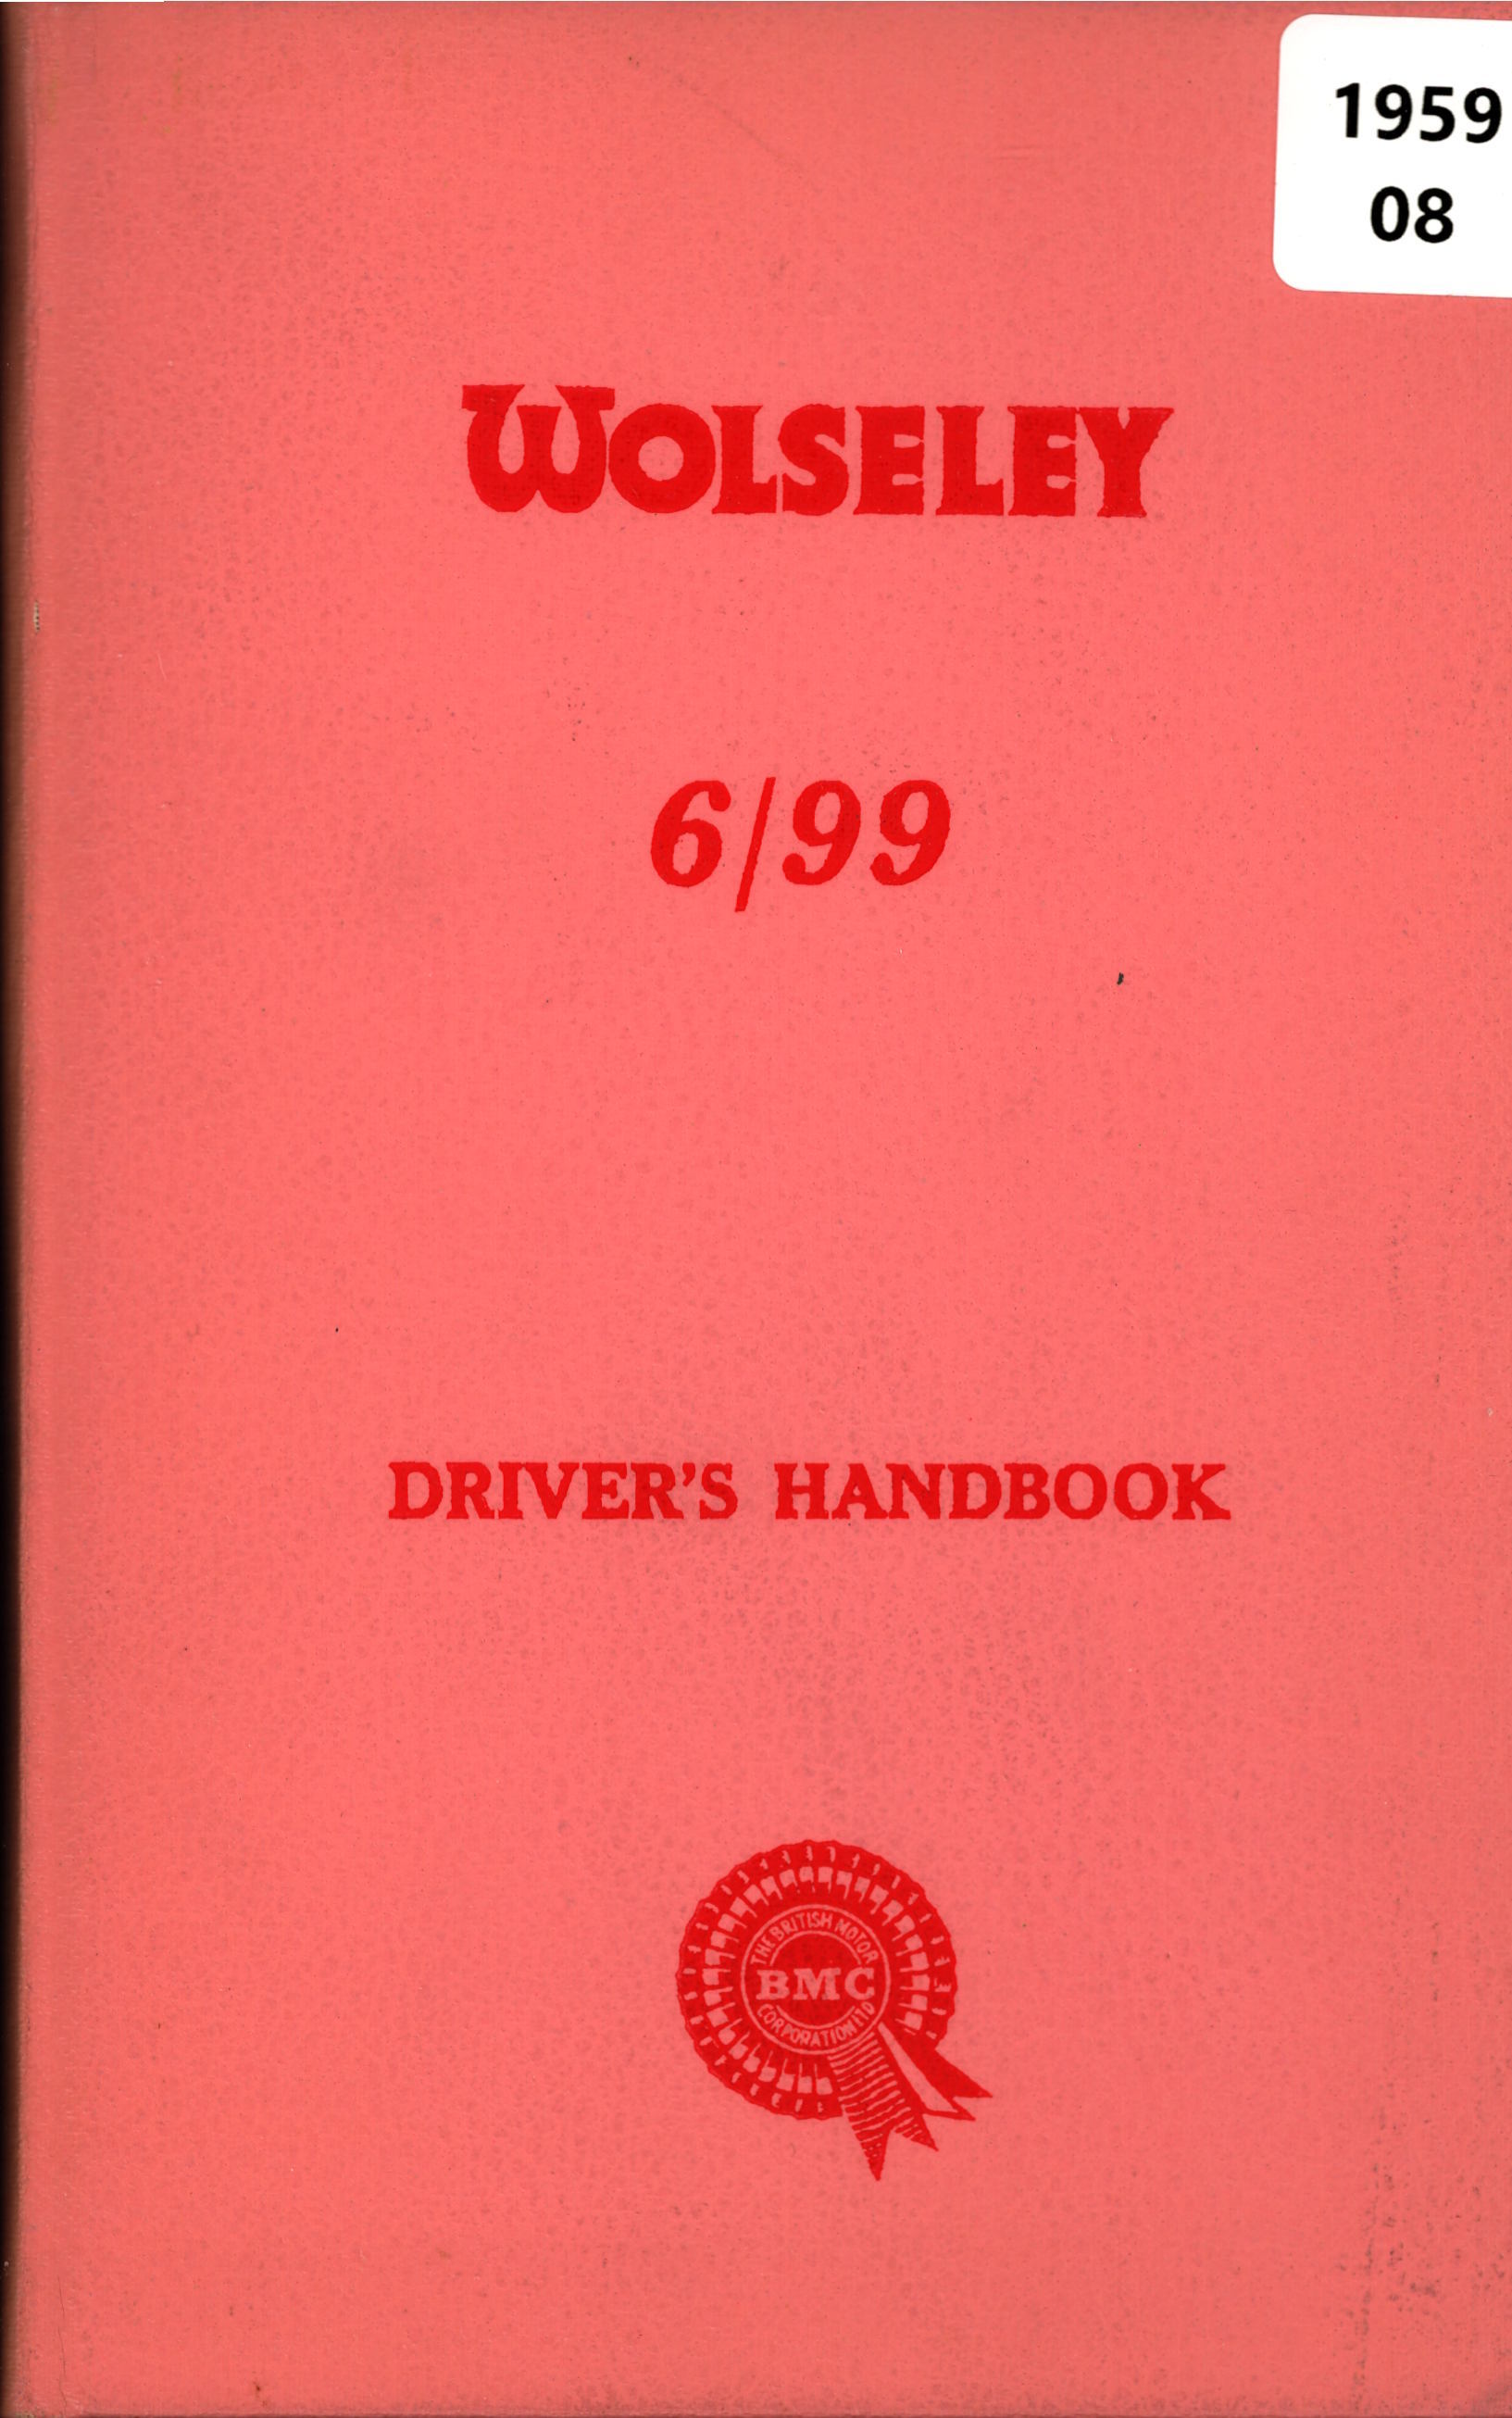 1959
08
WOLSELEY
6/99
DRIVER'S HANDBOOK
THE BRITISH MOTOR
BMC
CORPORATION LTD